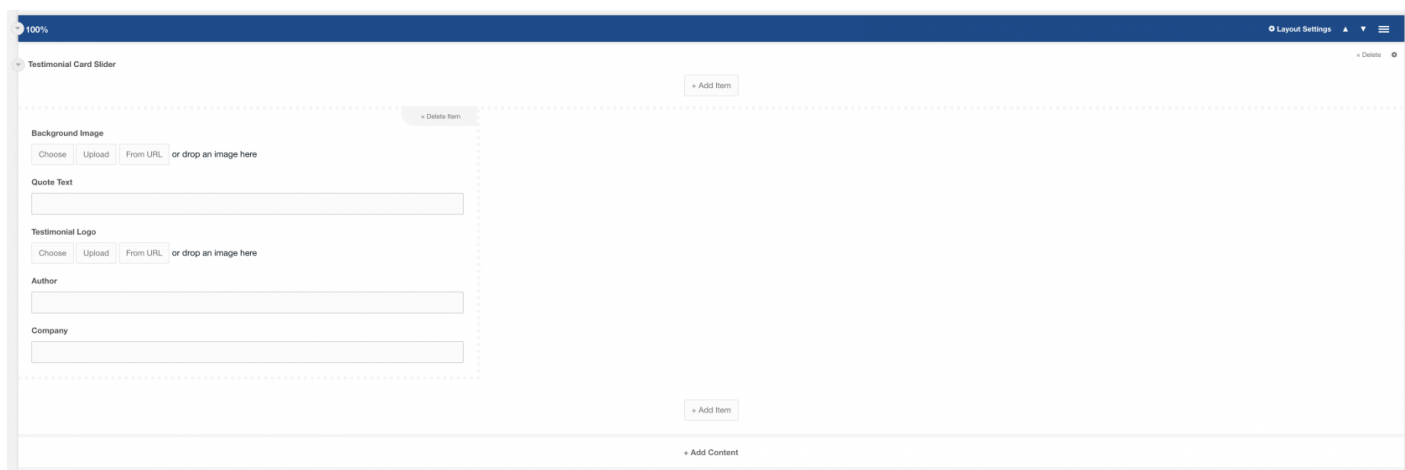 100%
Layout Settings
× Delete
Testimonial Card Slider
+ Add Item
× Delete Item
Background Image
Choose Upload From URL or drop an image here
Quote Text
Testimonial Logo
Choose Upload From URL or drop an image here
Author
Company
+ Add Item
+ Add Content